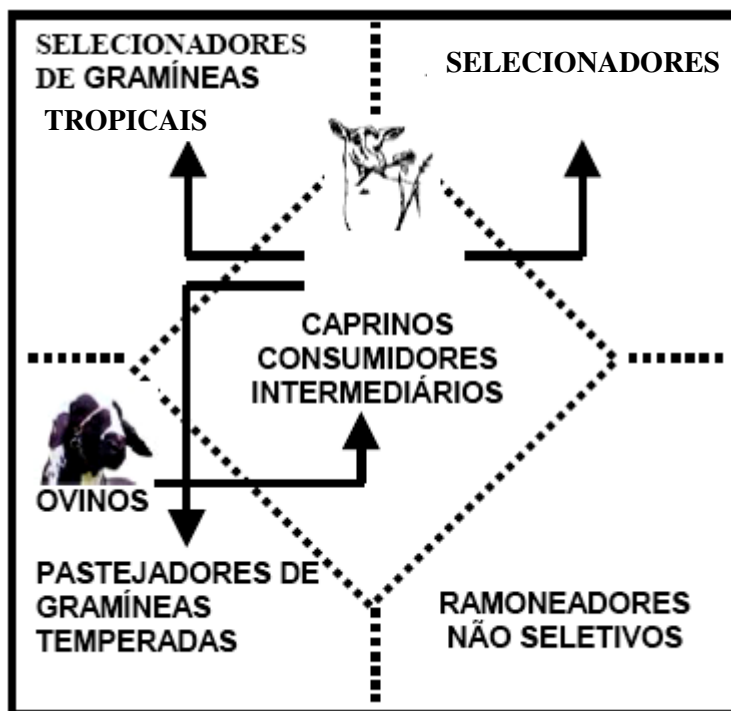 SELECIONADORES
DE GRAMÍNEAS
TROPICAIS
SELECIONADORES
CAPRINOS
CONSUMIDORES
INTERMEDIÁRIOS
OVINOS
PASTEJADORES DE
GRAMÍNEAS
TEMPERADAS
RAMONEADORES
NÃO SELETIVOS